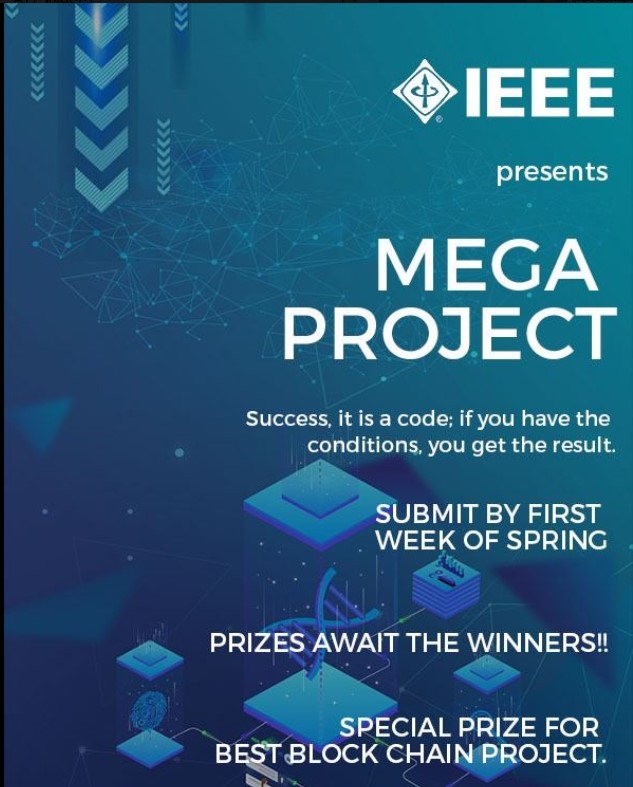 IEEE
presents
MEGA
PROJECT
Success, it is a code; if you have the
conditions, you get the result.
SUBMIT BY FIRST
WEEK OF SPRING
PRIZES AWAIT THE WINNERS!!
SPECIAL PRIZE FOR
BEST BLOCK CHAIN PROJECT.